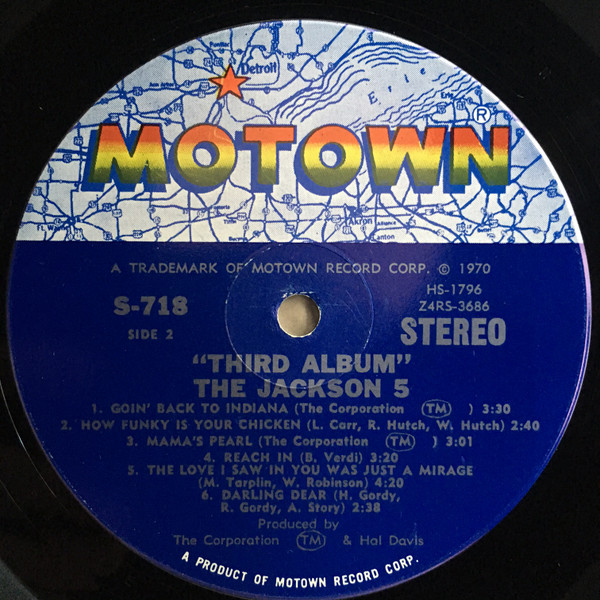 Detroit
Erie
MOTOWN®
Akron
Canton
A TRADEMARK OF MOTOWN RECORD CORP. © 1970
S-718
HS-1796
Z4RS-3686
SIDE 2
STEREO
“THIRD ALBUM”
THE JACKSON 5
1. GOIN' BACK TO INDIANA (The Corporation TM ) 3:30
2. HOW FUNKY IS YOUR CHICKEN (L. Carr, R. Hutch, W. Hutch) 2:40
3. MAMA'S PEARL (The Corporation TM ) 3:01
4. REACH IN (B. Verdi) 3:20
5. THE LOVE I SAW IN YOU WAS JUST A MIRAGE
(M. Tarplin, W. Robinson) 4:20
6. DARLING DEAR (H. Gordy,
R. Gordy, A. Story) 2:38
Produced by
The Corporation TM & Hal Davis
A PRODUCT OF MOTOWN RECORD CORP.